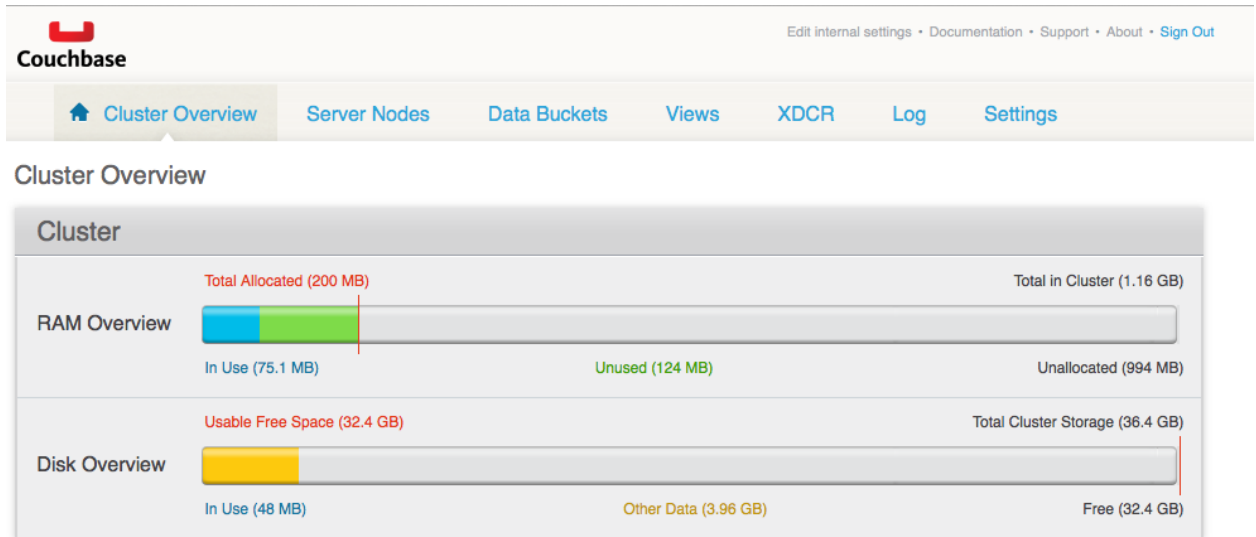 Couchbase
Edit internal settings • Documentation • Support • About • Sign Out
Cluster Overview Server Nodes Data Buckets Views XDCR Log Settings
Cluster Overview
Cluster
Total Allocated (200 MB) Total in Cluster (1.16 GB)
RAM Overview
In Use (75.1 MB) Unused (124 MB) Unallocated (994 MB)
Usable Free Space (32.4 GB) Total Cluster Storage (36.4 GB)
Disk Overview
In Use (48 MB) Other Data (3.96 GB) Free (32.4 GB)